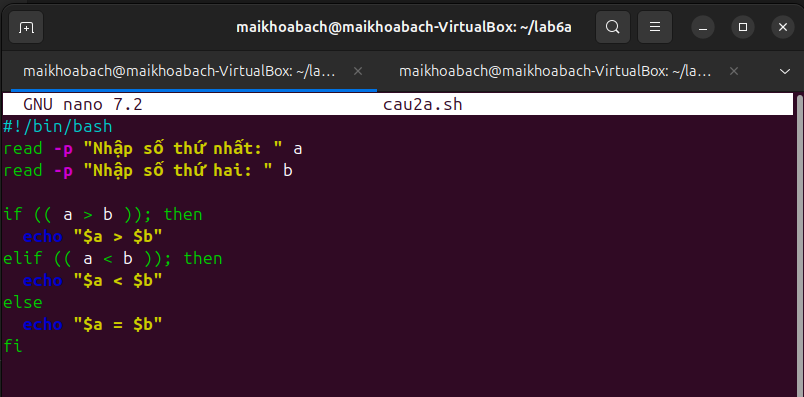 maikhoabach@maikhoabach-VirtualBox: ~/lab6a
maikhoabach@maikhoabach-VirtualBox: ~/la...
maikhoabach@maikhoabach-VirtualBox: ~/la...
GNU nano 7.2 cau2a.sh
#!/bin/bash
read -p "Nhập số thứ nhất: " a
read -p "Nhập số thứ hai: " b
if (( a > b )); then
  echo "$a > $b"
elif (( a < b )); then
  echo "$a < $b"
else
  echo "$a = $b"
fi